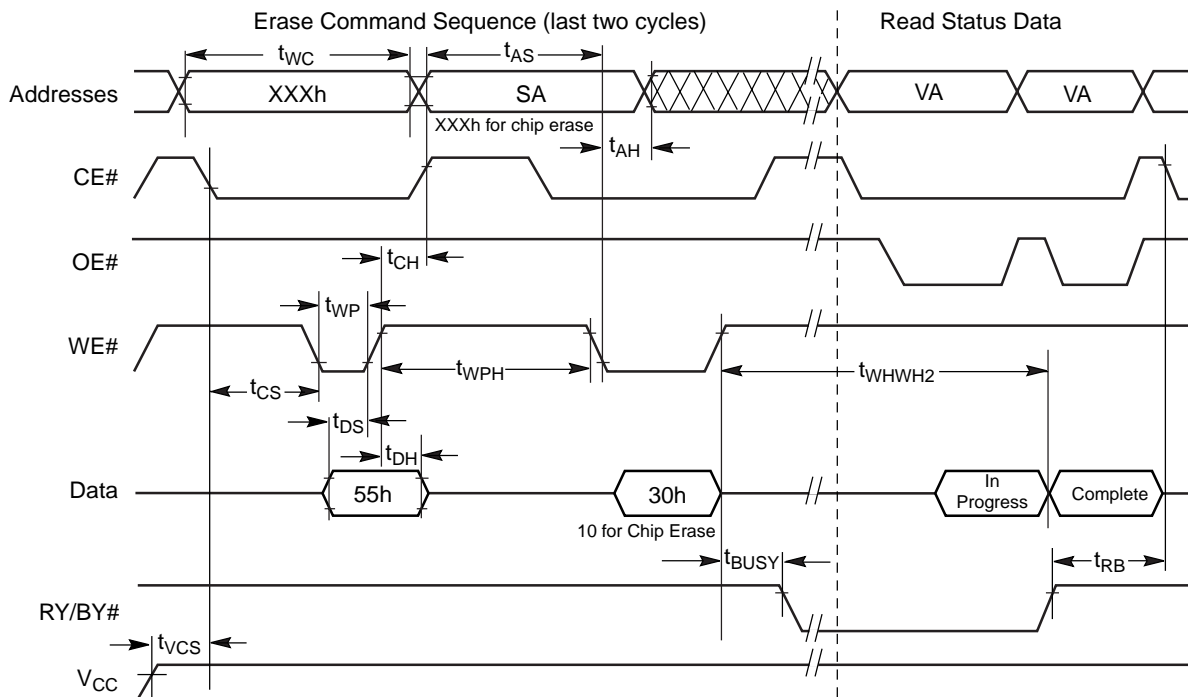 Erase Command Sequence (last two cycles)
Read Status Data
tWC
tAS
Addresses
XXXh
SA
VA
VA
XXXh for chip erase
tAH
CE#
OE#
tCH
tWP
WE#
tWPH
tWHWH2
tCS
tDS
tDH
Data
55h
30h
In
Progress
Complete
10 for Chip Erase
tBUSY
tRB
RY/BY#
tVCS
VCC